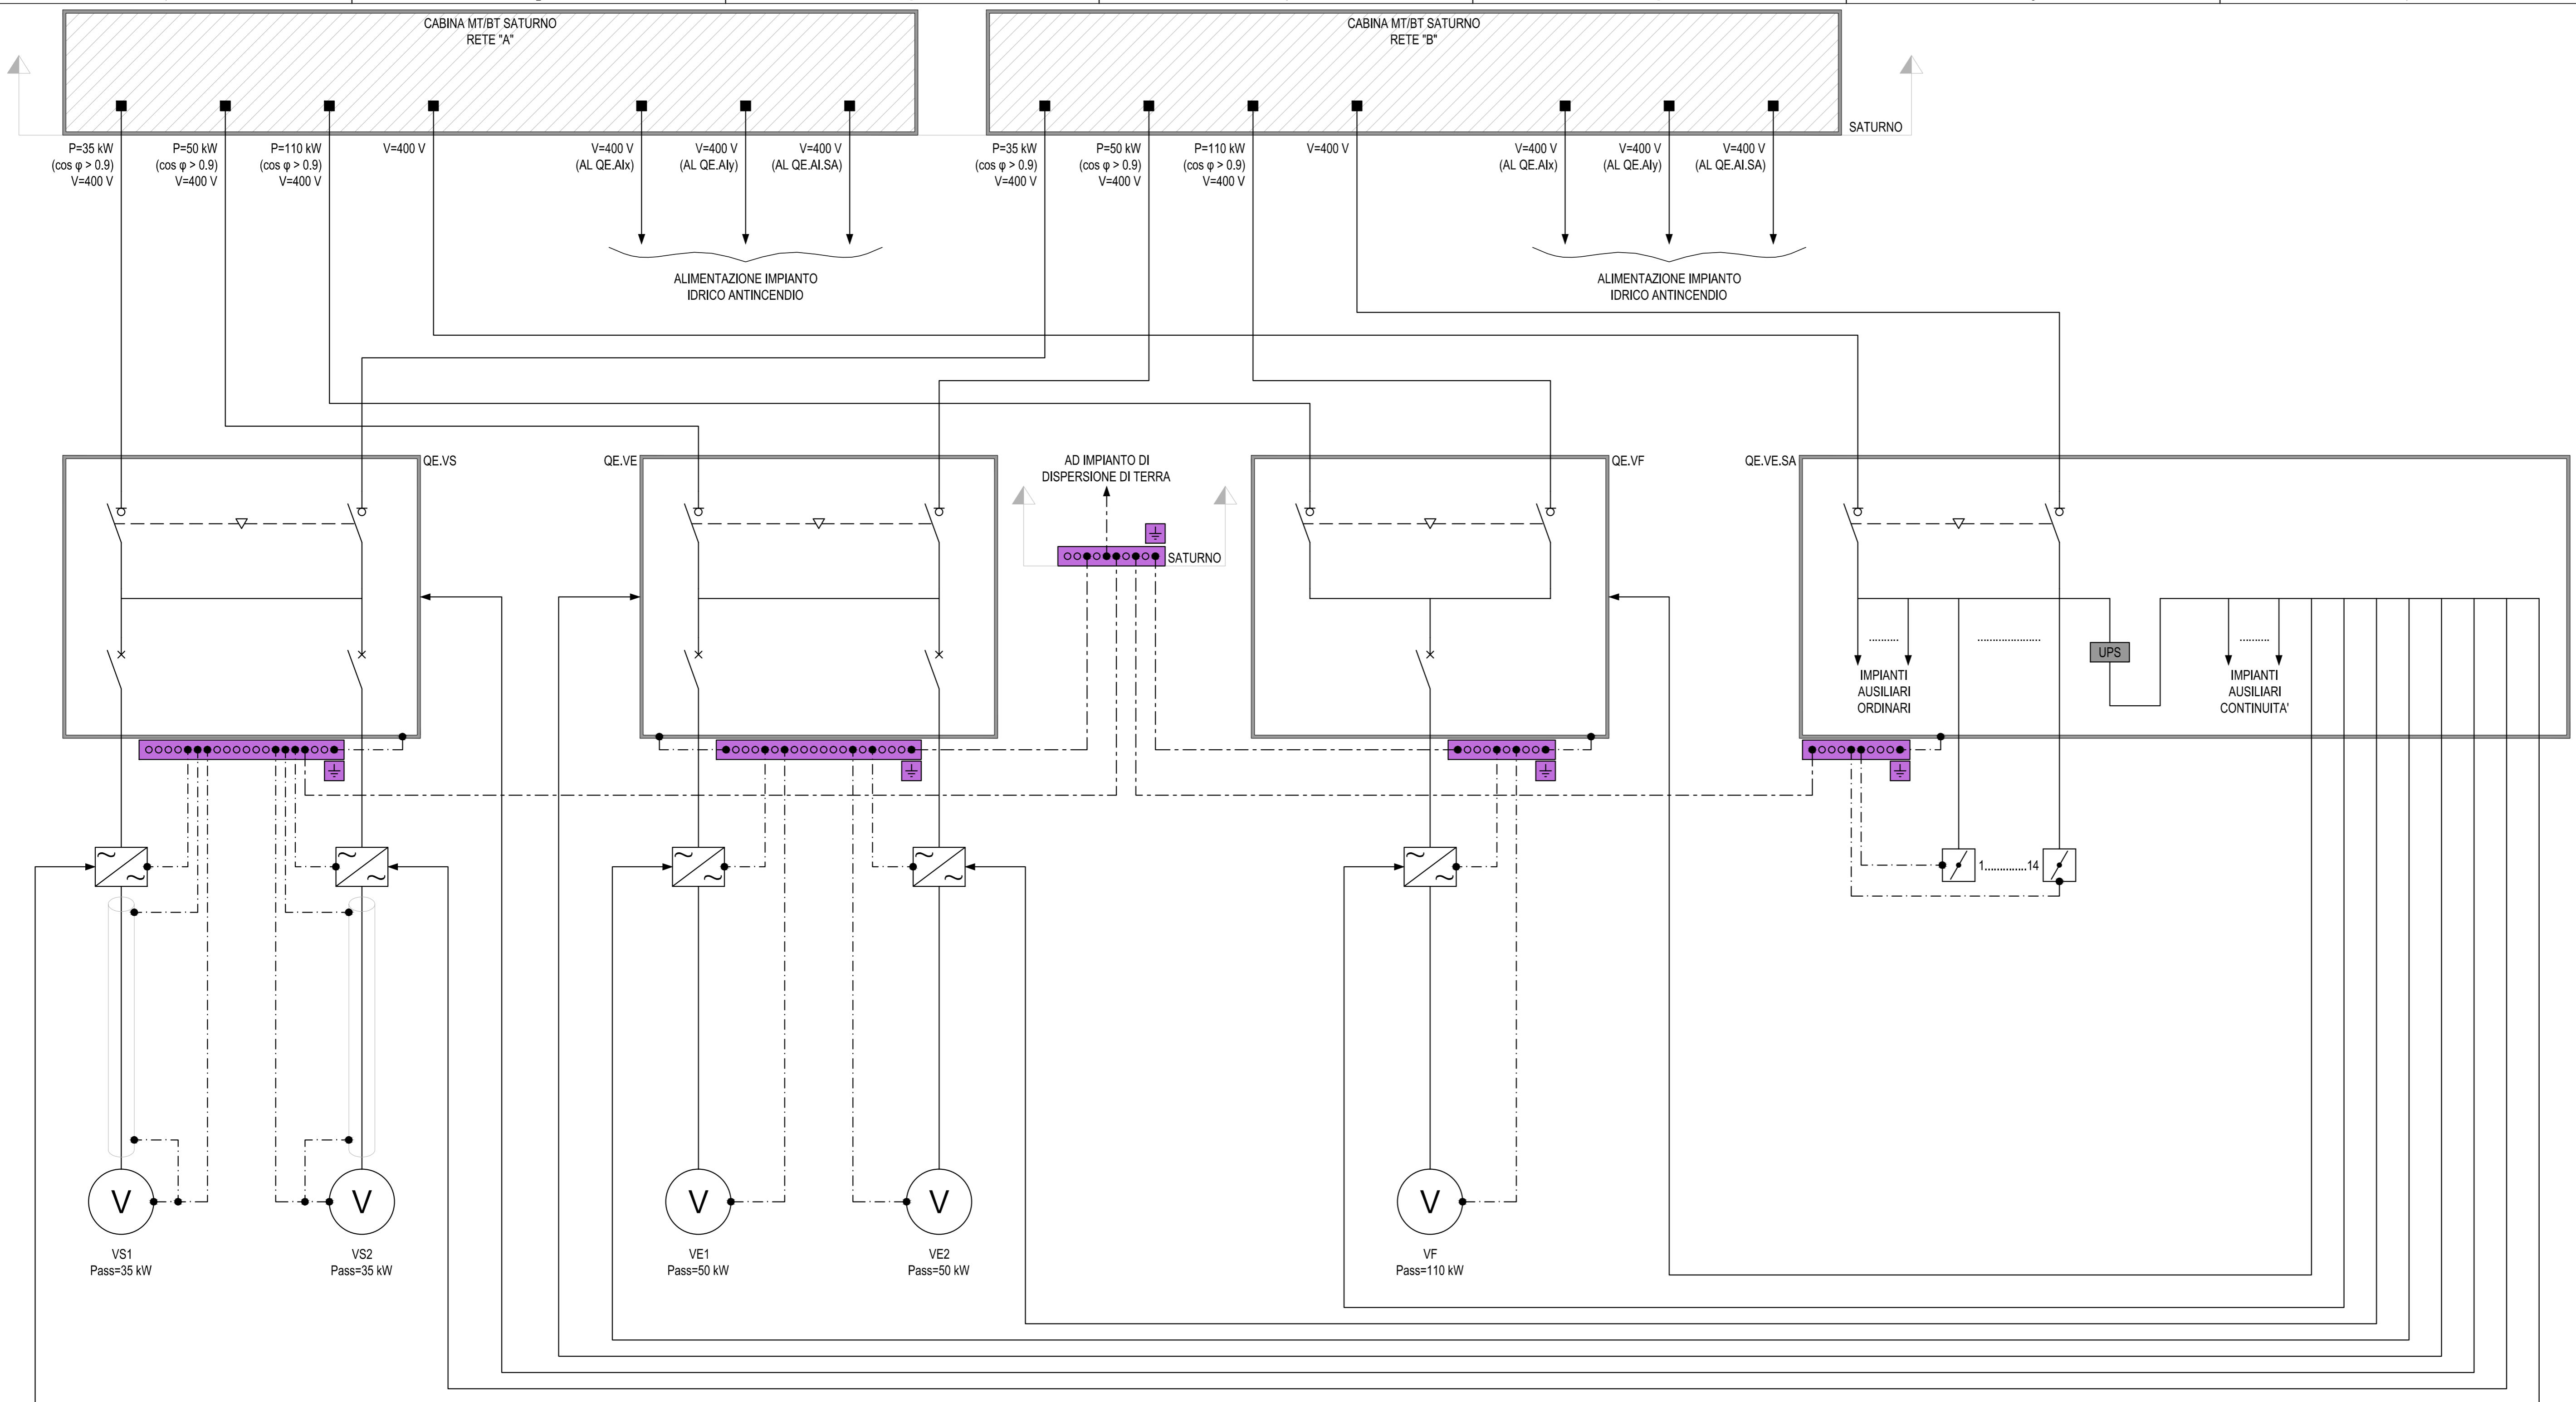 CABINA MT/BT SATURNO
RETE "A"
CABINA MT/BT SATURNO
RETE "B"
SATURNO
P=35 kW
(cos φ > 0.9)
V=400 V
P=50 kW
(cos φ > 0.9)
V=400 V
P=110 kW
(cos φ > 0.9)
V=400 V
V=400 V
V=400 V
(AL QE.AIx)
V=400 V
(AL QE.AIy)
V=400 V
(AL QE.AI.SA)
P=35 kW
(cos φ > 0.9)
V=400 V
P=50 kW
(cos φ > 0.9)
V=400 V
P=110 kW
(cos φ > 0.9)
V=400 V
V=400 V
V=400 V
(AL QE.AIx)
V=400 V
(AL QE.AIy)
V=400 V
(AL QE.AI.SA)
ALIMENTAZIONE IMPIANTO
IDRICO ANTINCENDIO
ALIMENTAZIONE IMPIANTO
IDRICO ANTINCENDIO
QE.VS
QE.VE
AD IMPIANTO DI
DISPERSIONE DI TERRA
QE.VF
QE.VE.SA
SATURNO
..........
.....................
UPS
..........
IMPIANTI
AUSILIARI
ORDINARI
IMPIANTI
AUSILIARI
CONTINUITA'
1..............14
V
V
V
V
V
VS1
Pass=35 kW
VS2
Pass=35 kW
VE1
Pass=50 kW
VE2
Pass=50 kW
VF
Pass=110 kW